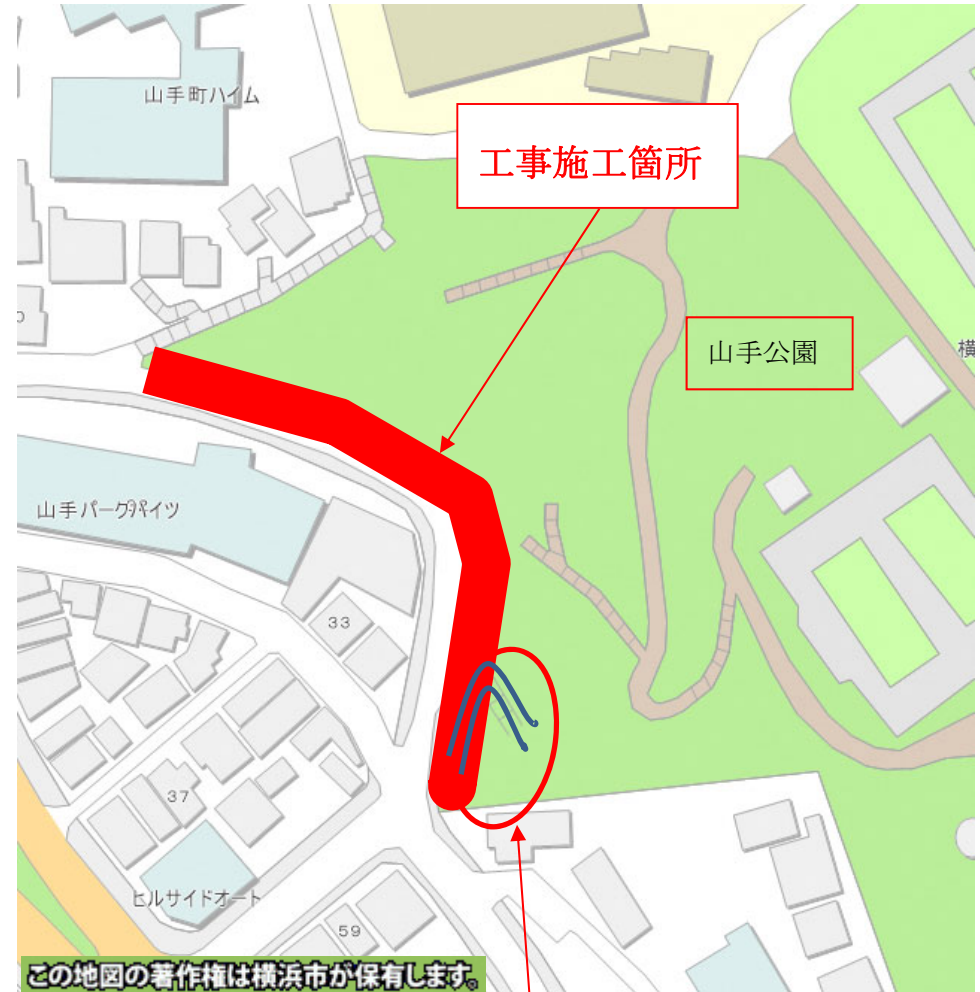 山手町ハイム
工事施工箇所
山手公園
横
山手パークハイツ
33
37
ヒルサイドオート
59
この地図の著作権は横浜市が保有します。